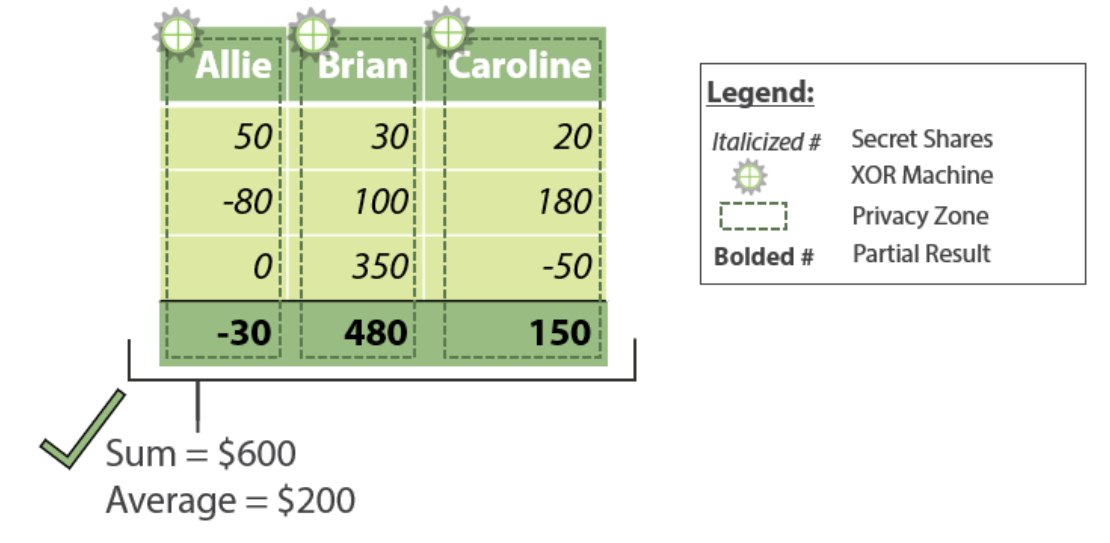 Allie Brian Caroline
50 30 20
-80 100 180
0 350 -50
-30 480 150
Sum = $600
Average = $200
Legend:
Italicized # Secret Shares
XOR Machine
Privacy Zone
Bolded # Partial Result